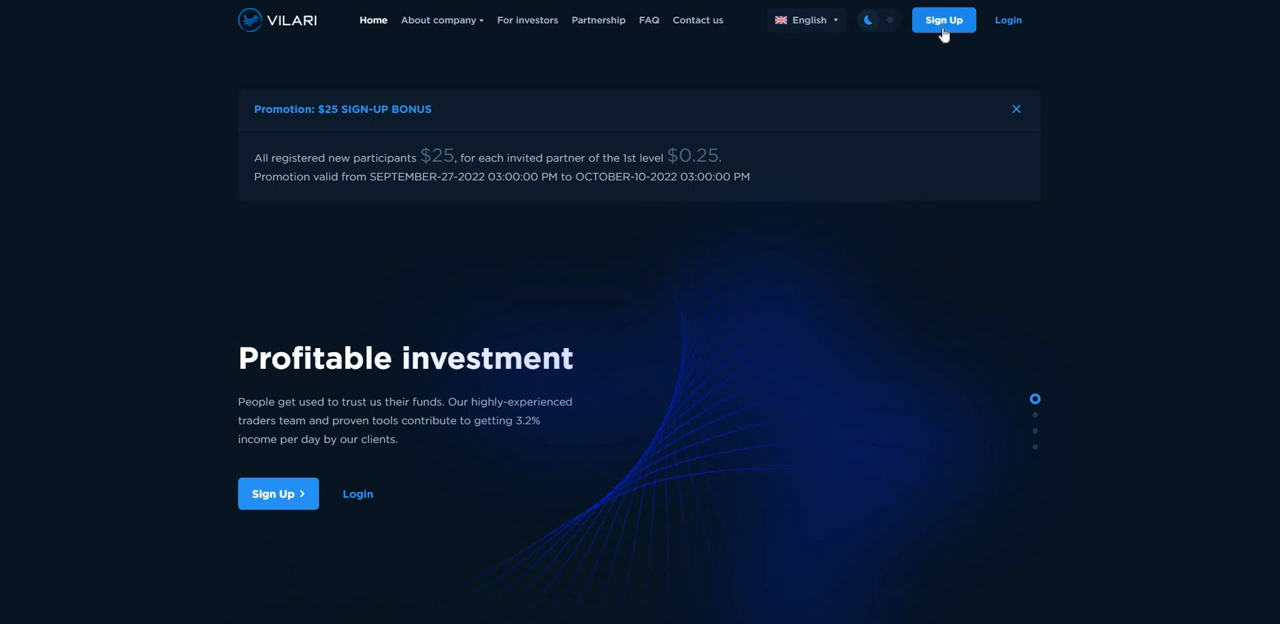 VILARI
Home About company For investors Partnership FAQ Contact us English Sign Up Login
Promotion: $25 SIGN-UP BONUS
All registered new participants $25, for each invited partner of the 1st level $0.25.
Promotion valid from SEPTEMBER-27-2022 03:00:00 PM to OCTOBER-10-2022 03:00:00 PM
Profitable investment
People get used to trust us their funds. Our highly-experienced
traders team and proven tools contribute to getting 3.2%
income per day by our clients.
Sign Up Login